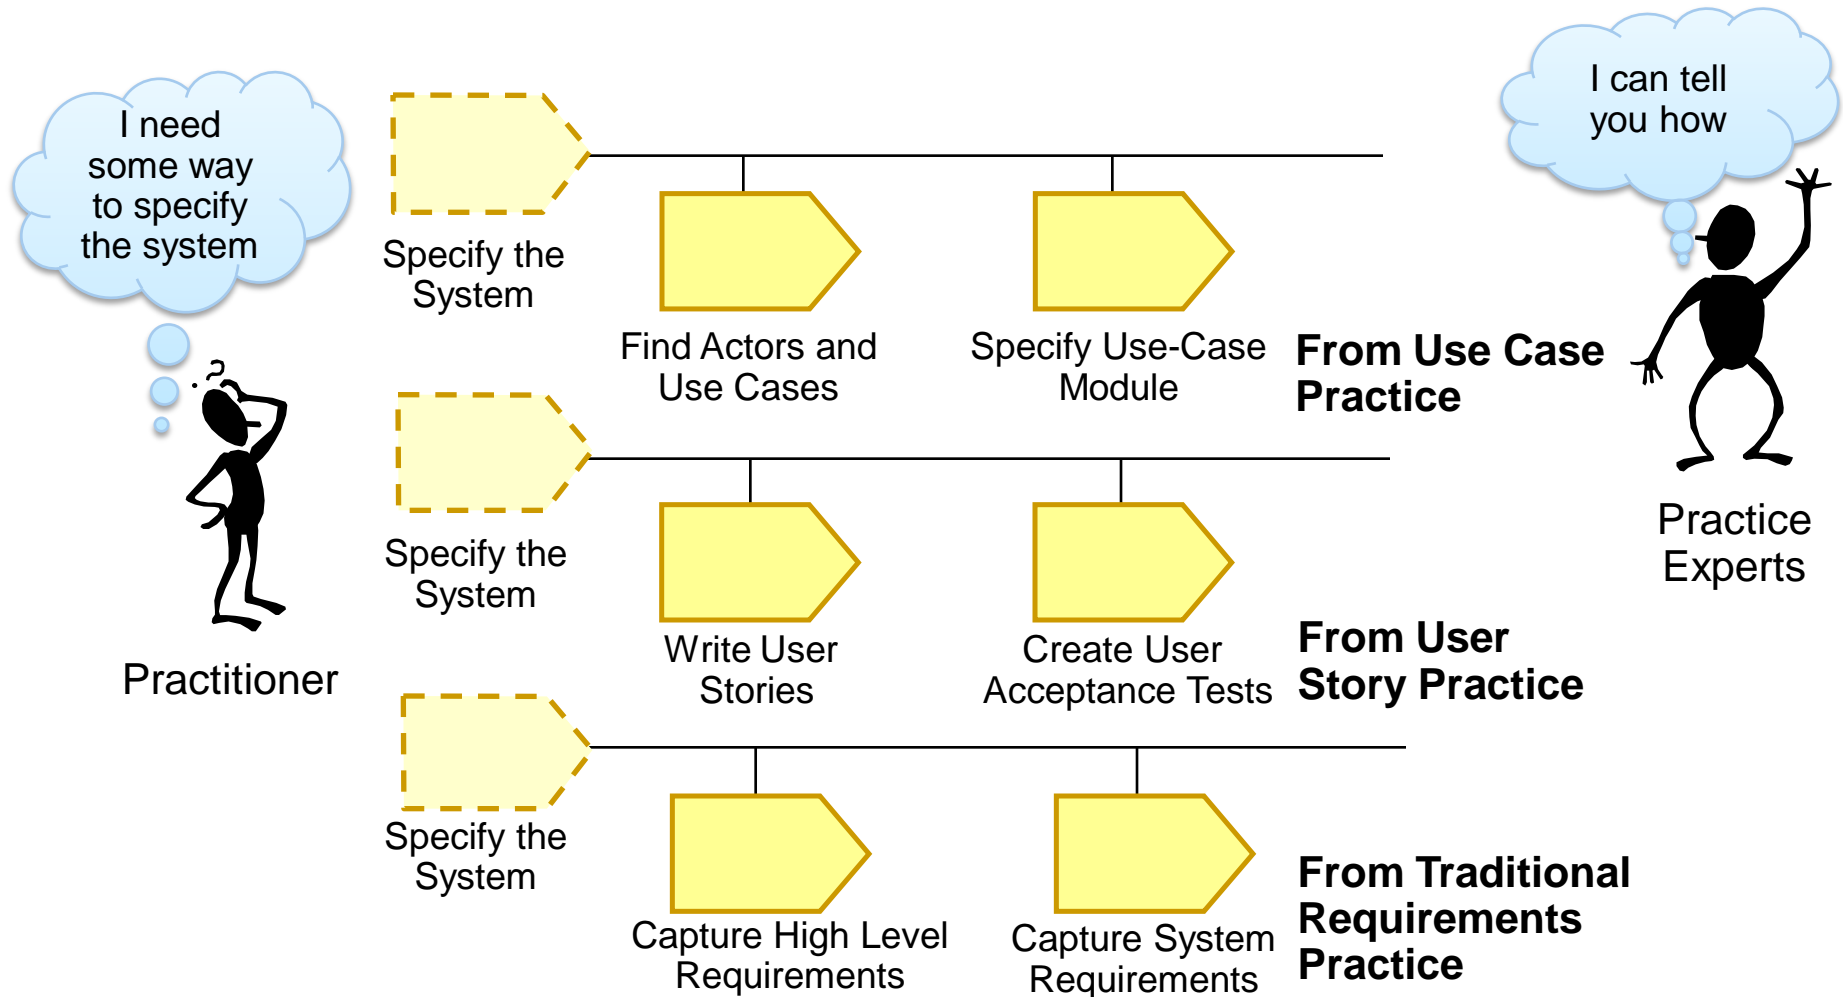 I need
some way
to specify
the system
I can tell
you how
Specify the
System
Find Actors and
Use Cases
Specify Use-Case
Module
From Use Case
Practice
?
Practitioner
Practice
Experts
Specify the
System
Write User
Stories
Create User
Acceptance Tests
From User
Story Practice
Specify the
System
Capture High Level
Requirements
Capture System
Requirements
From Traditional
Requirements
Practice